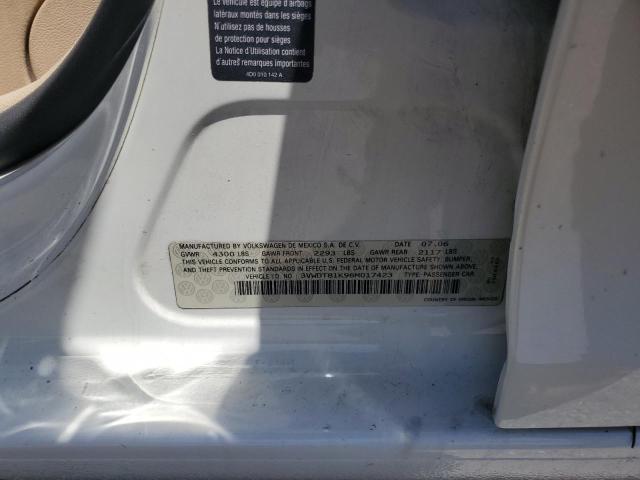 Le véhicule est équipé d'airbags
latéraux montés dans les sièges
N'utilisez pas de housses
de protection pour sièges
La Notice d'Utilisation contient
d'autres remarques importantes
4D0 010 142 A
MANUFACTURED BY VOLKSWAGEN DE MEXICO S.A. DE C.V. DATE 07.06
GVWR 4300 LBS GAWR FRONT 2293 LBS GAWR REAR 2117 LBS
THIS VEHICLE CONFORMS TO ALL APPLICABLE U.S. FEDERAL MOTOR VEHICLE SAFETY, BUMPER,
AND THEFT PREVENTION STANDARDS IN EFFECT ON THE DATE OF MANUFACTURE SHOWN ABOVE.
VEHICLE ID NO. 3VWDT81K96M017423 TYPE: PASSENGER CAR
COUNTRY OF ORIGIN: MEXICO